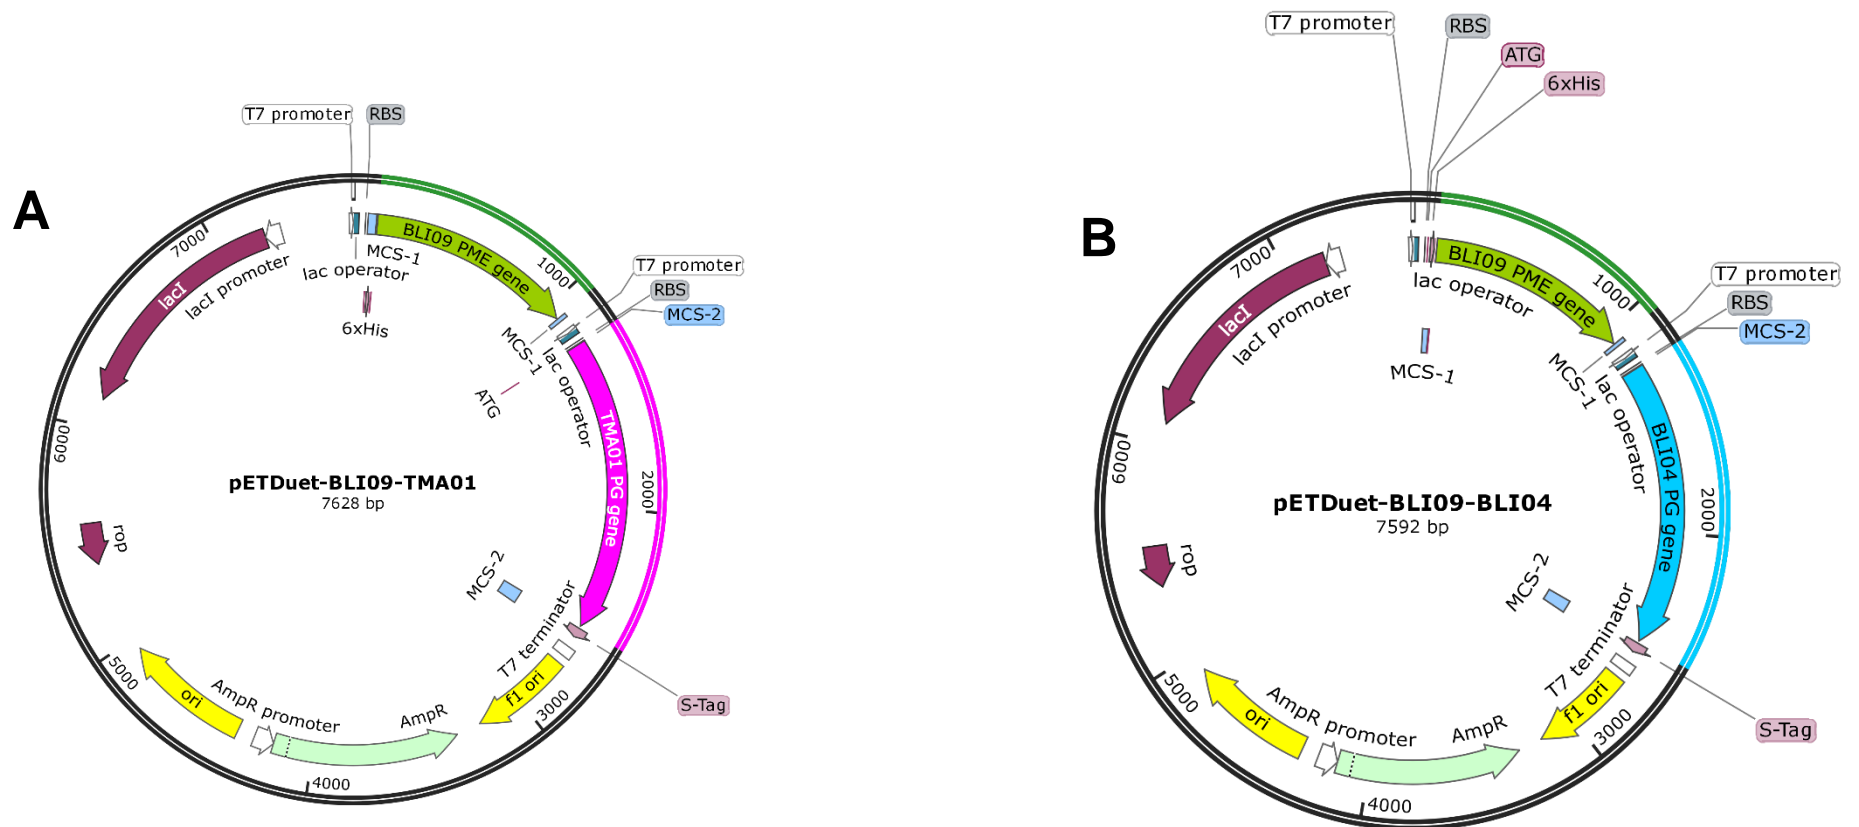 A
T7 promoter
RBS
7000
lacI
lacI promoter
lac operator
MCS-1
6xHis
BLI09 PME gene
1000
T7 promoter
RBS
MCS-2
MCS-1
lac operator
ATG
TMA01 PG gene
2000
6000
pETDuet-BLI09-TMA01
7628 bp
rop
MCS-2
T7 terminator
f1 ori
S-Tag
3000
5000
ori
AmpR promoter
AmpR
4000
B
T7 promoter
RBS
ATG
6xHis
7000
lacI
lacI promoter
lac operator
MCS-1
BLI09 PME gene
1000
T7 promoter
RBS
MCS-2
MCS-1
lac operator
BLI04 PG gene
2000
6000
pETDuet-BLI09-BLI04
7592 bp
rop
MCS-2
T7 terminator
f1 ori
S-Tag
3000
5000
ori
AmpR promoter
AmpR
4000